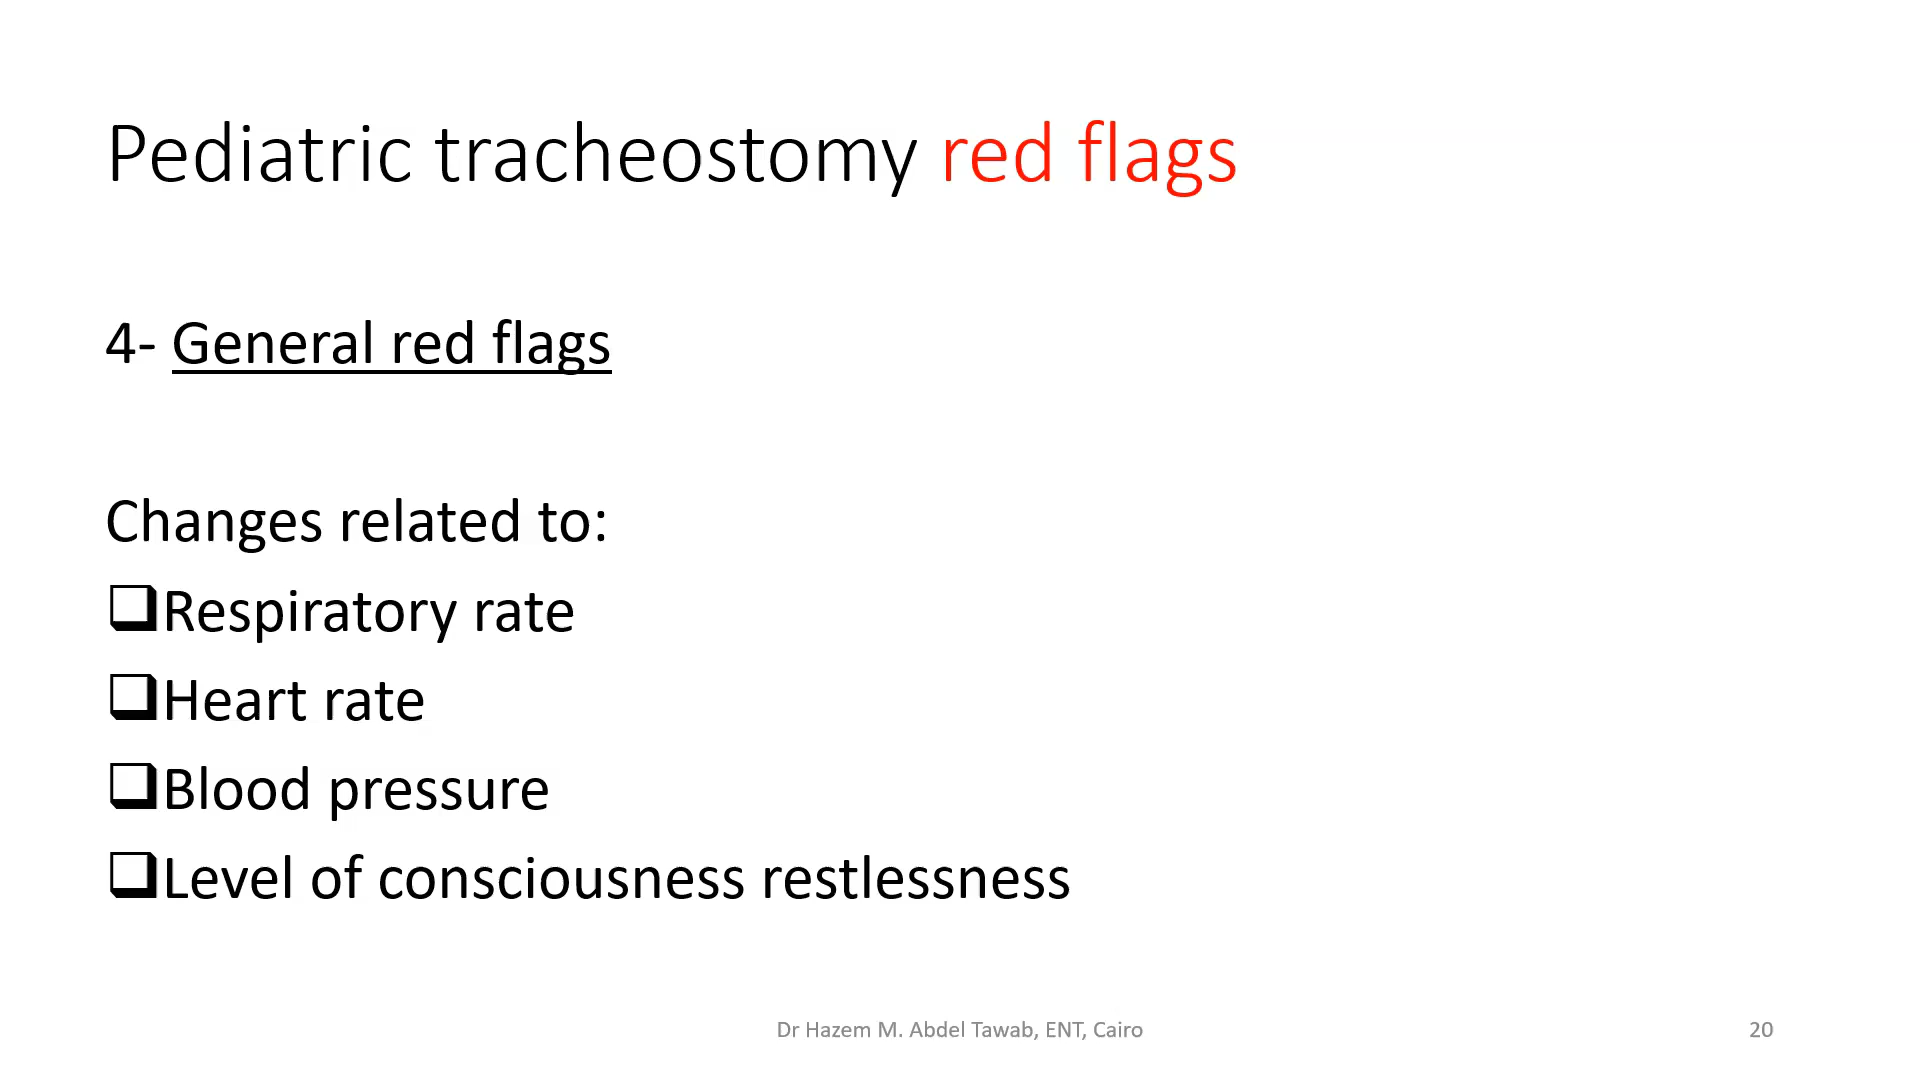 Pediatric tracheostomy red flags
4- General red flags
Changes related to:
❑Respiratory rate
❑Heart rate
❑Blood pressure
❑Level of consciousness restlessness
Dr Hazem M. Abdel Tawab, ENT, Cairo
20